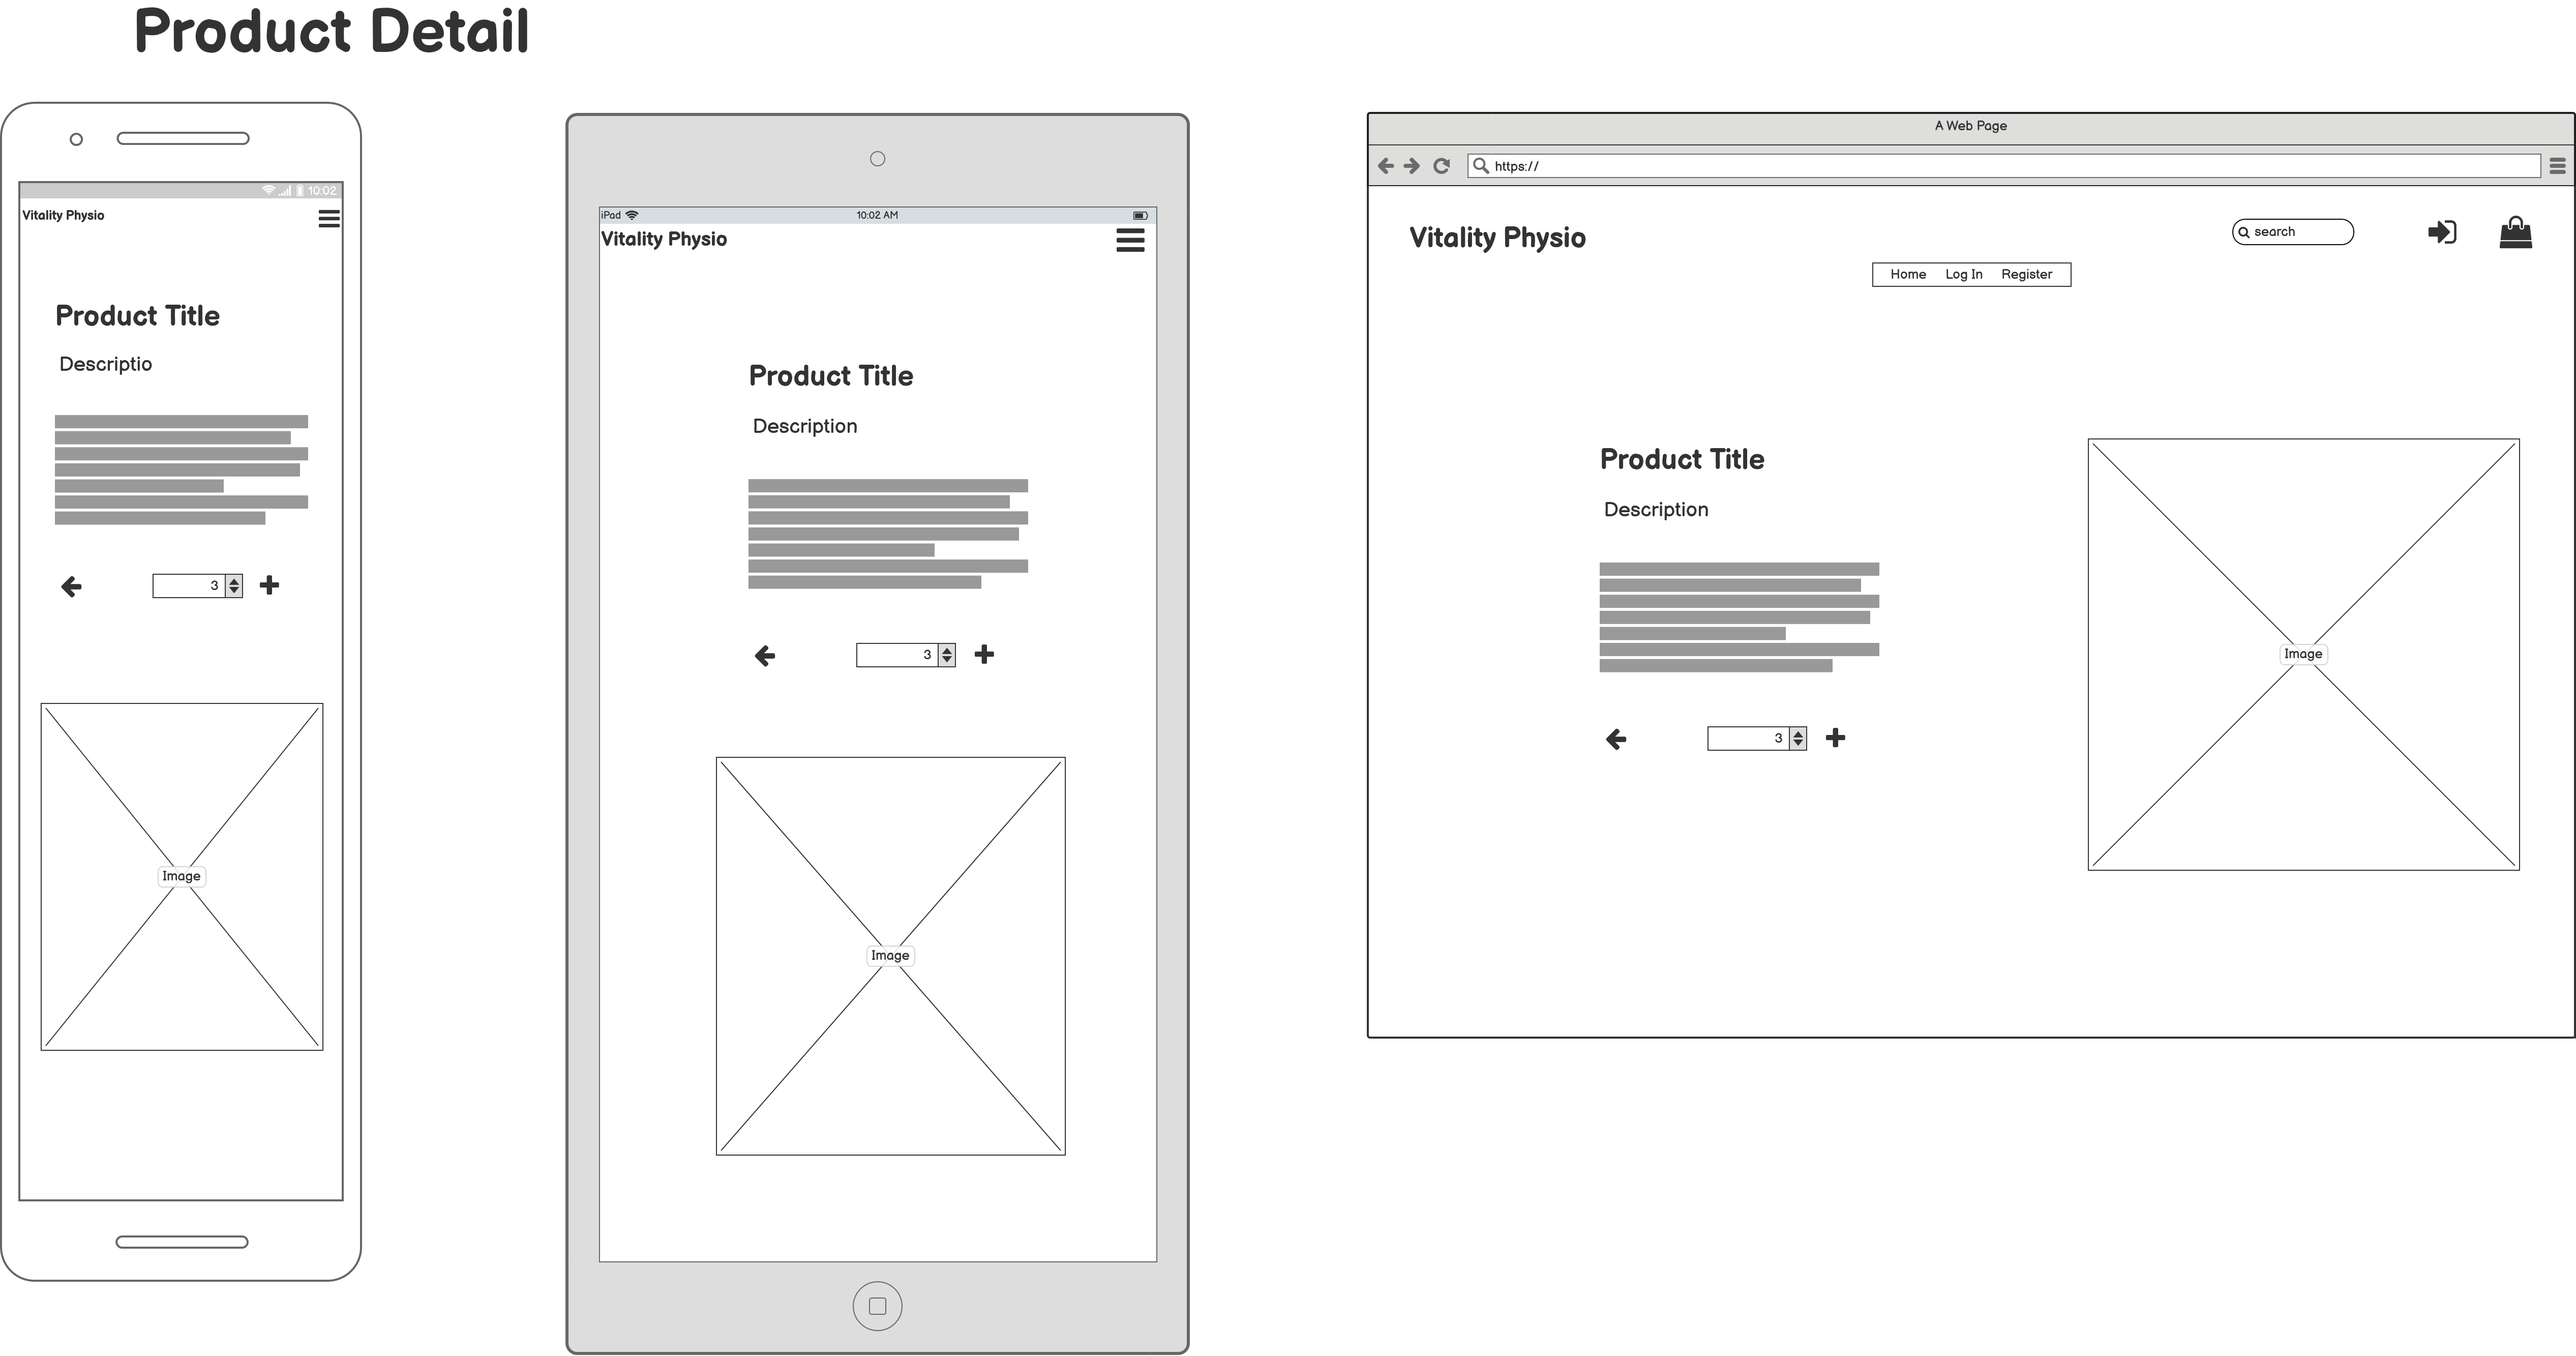 Product Detail
10:02
Vitality Physio
Product Title
Descriptio
3
Image
iPad
10:02 AM
Vitality Physio
Product Title
Description
3
Image
A Web Page
https://
Vitality Physio
search
Home Log In Register
Product Title
Description
3
Image